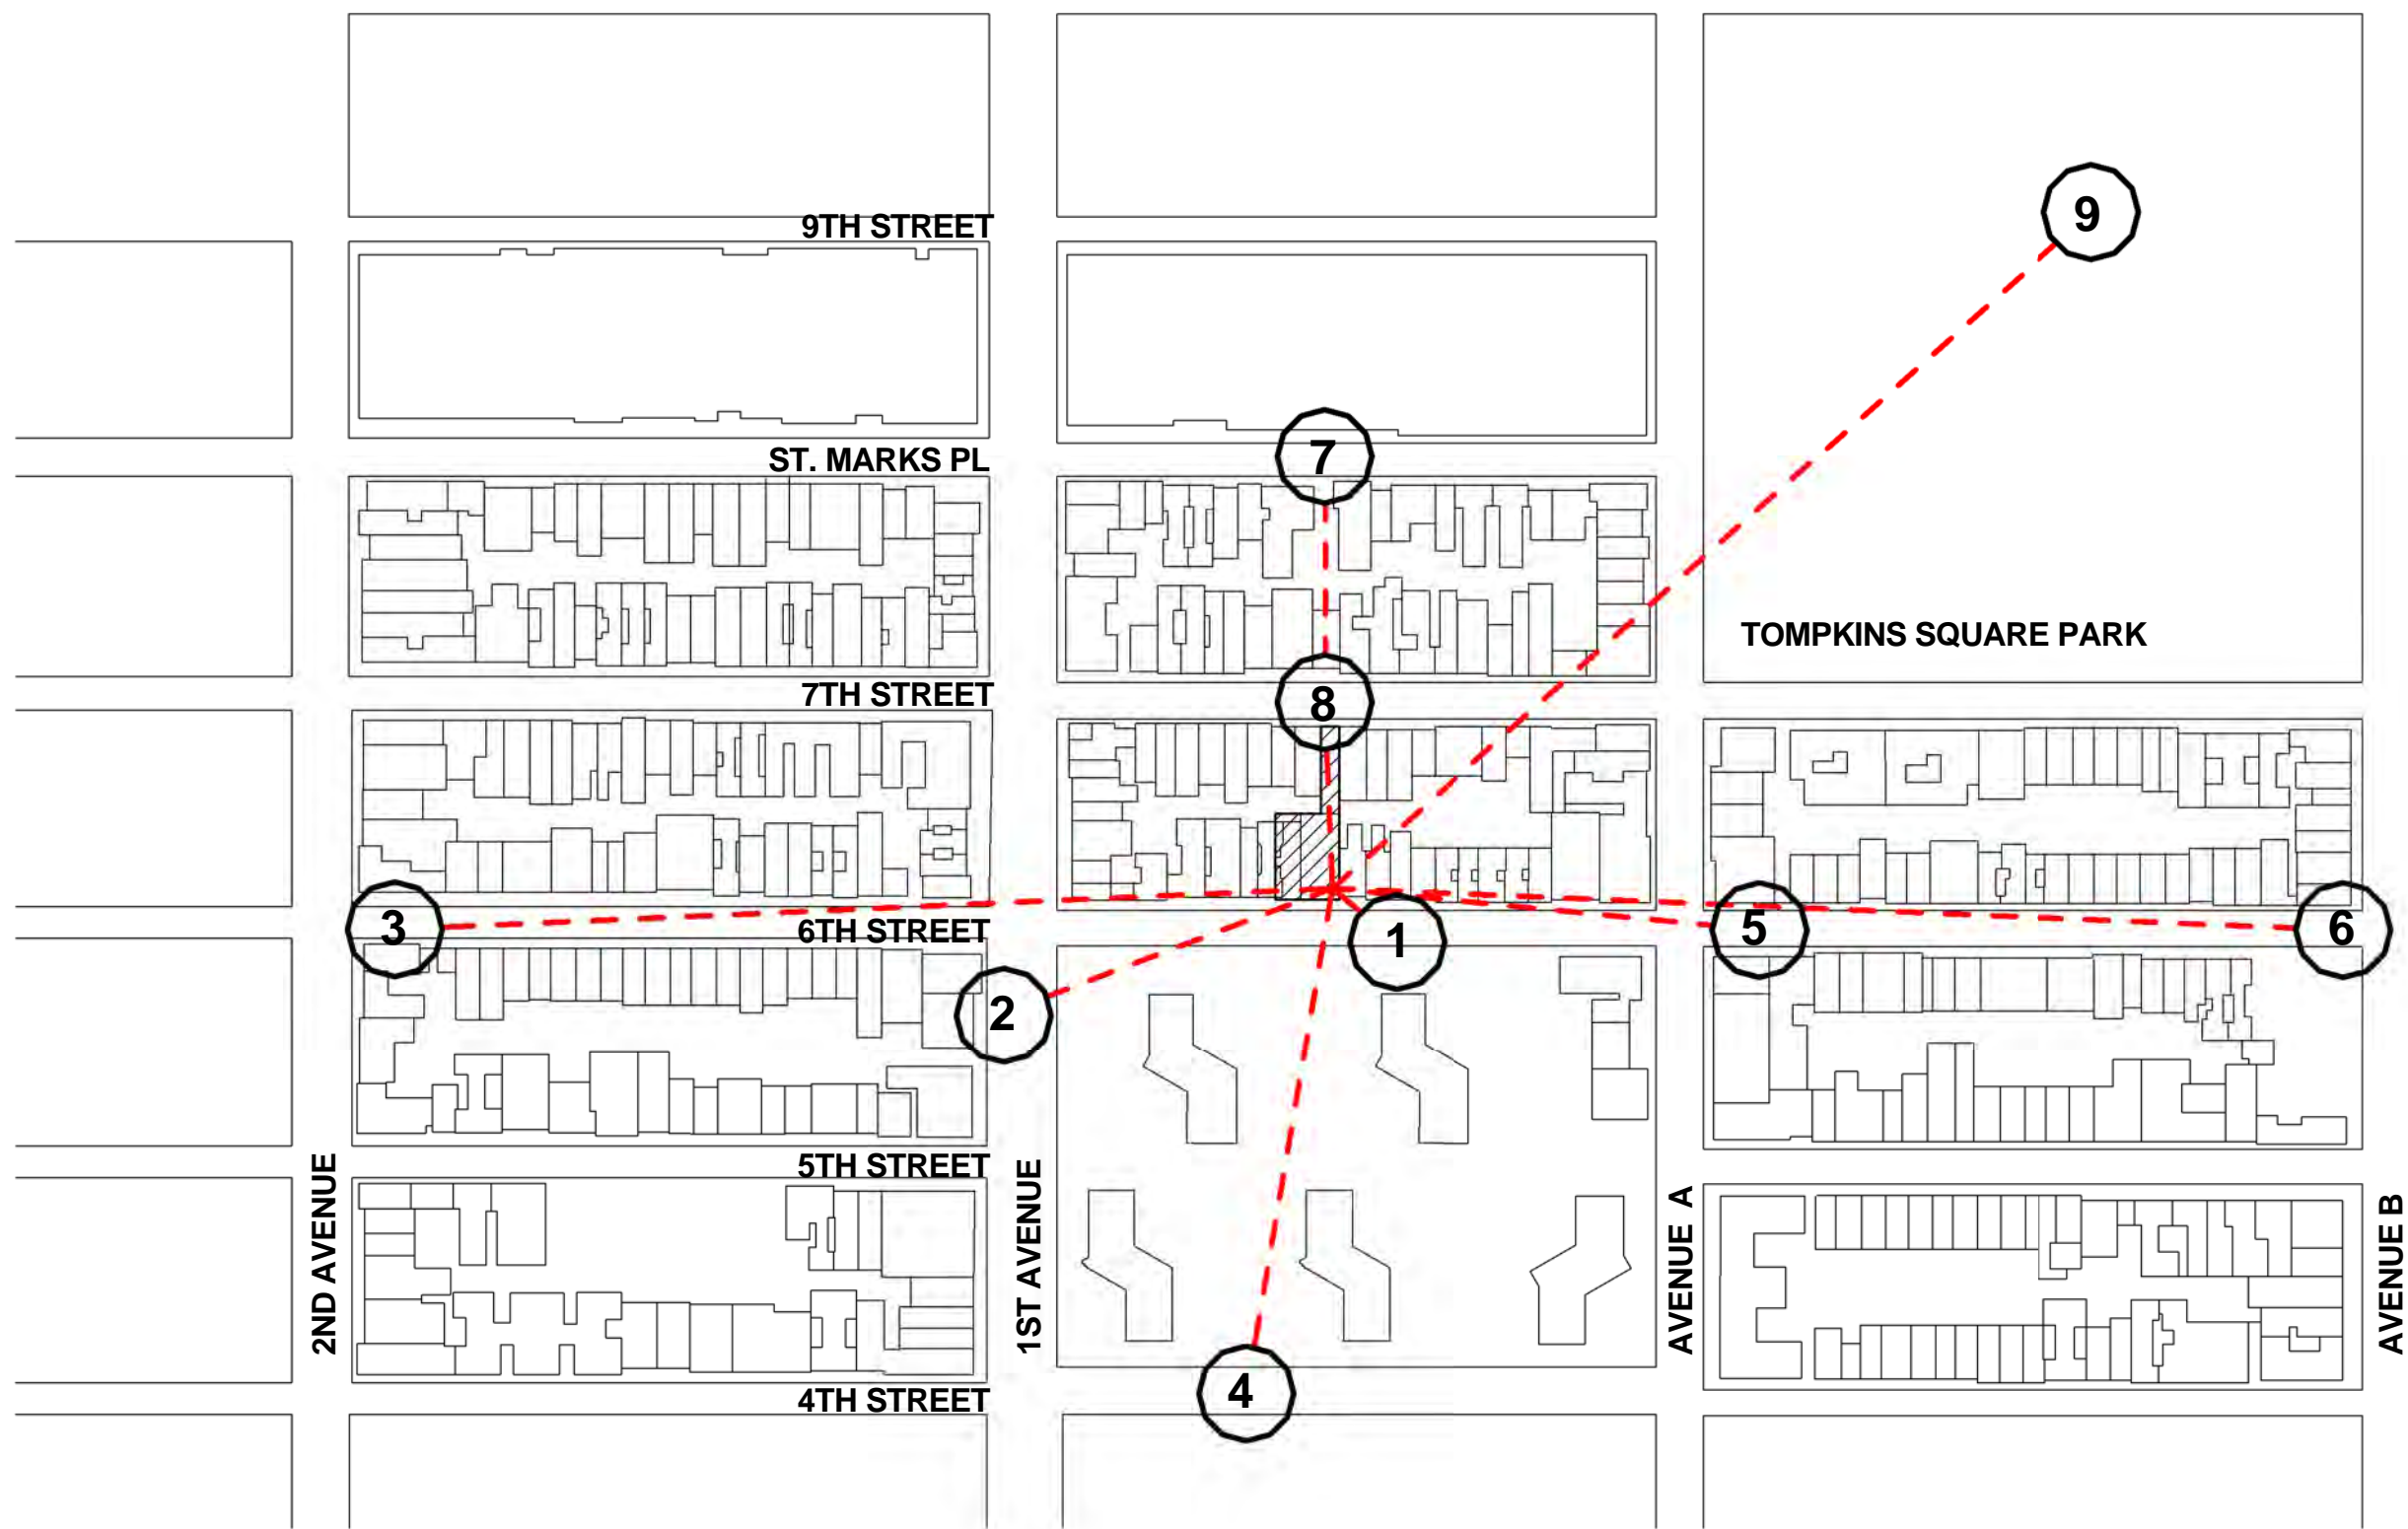 9TH STREET
9
ST. MARKS PL
7
TOMPKINS SQUARE PARK
7TH STREET
8
3
6TH STREET
1
5
6
2
5TH STREET
2ND AVENUE
1ST AVENUE
AVENUE A
AVENUE B
4TH STREET
4